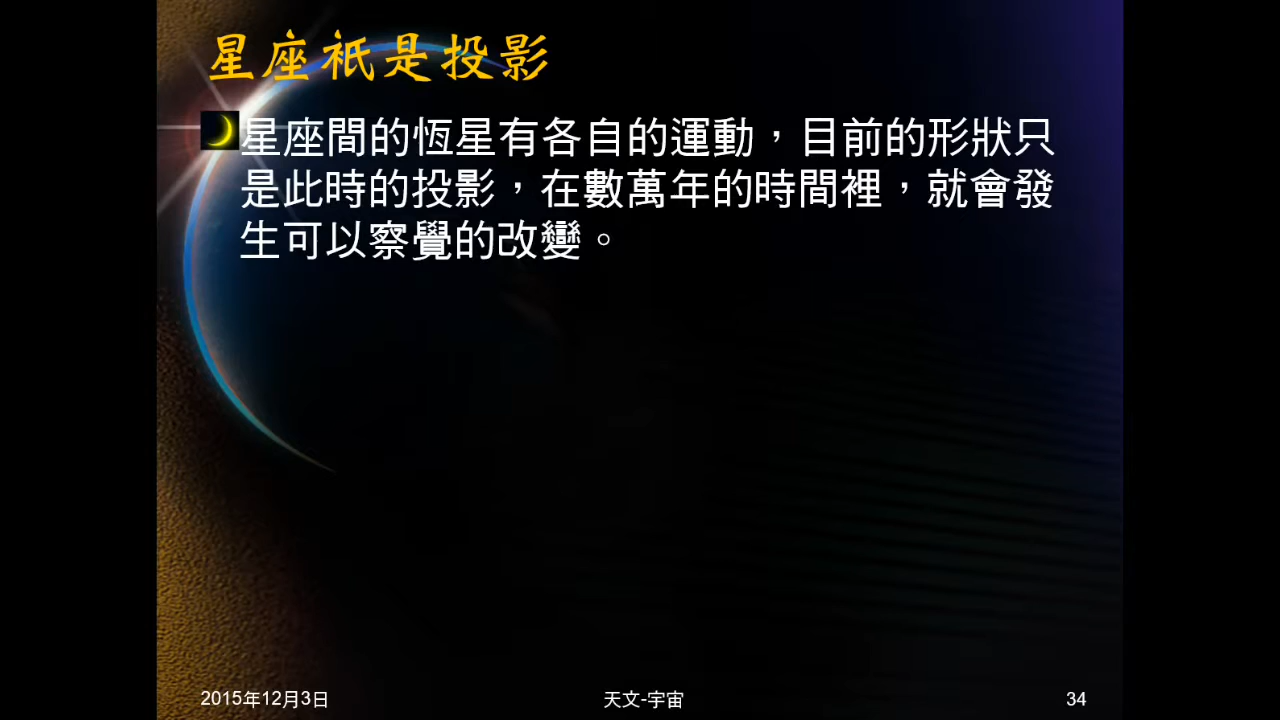 星座祇是投影
星座間的恆星有各自的運動，目前的形狀只
是此時的投影，在數萬年的時間裡，就會發
生可以察覺的改變。
2015年12月3日
天文-宇宙
34